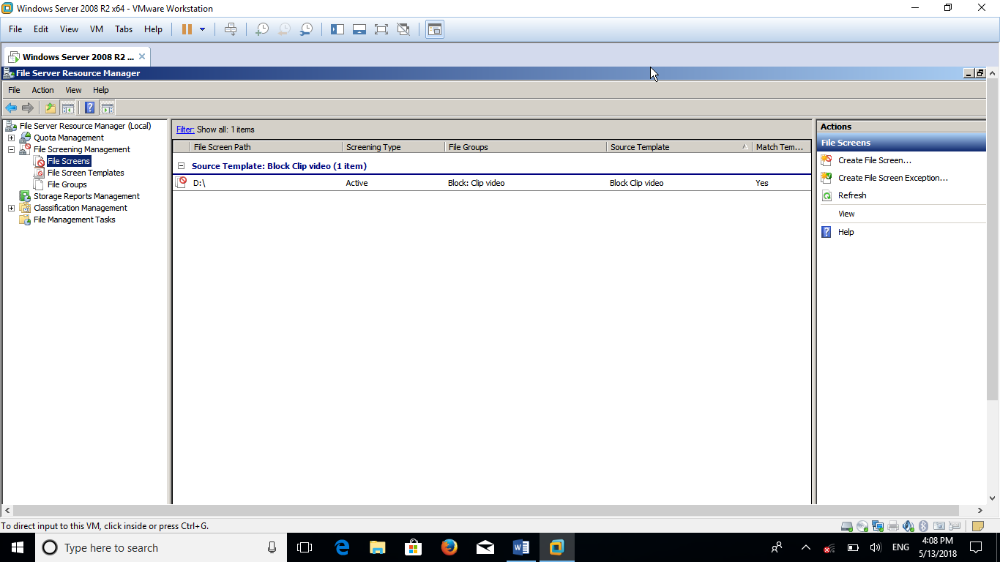 Windows Server 2008 R2 x64 - VMware Workstation
File Edit View VM Tabs Help
Windows Server 2008 R2 ...
File Server Resource Manager
File Action View Help
File Server Resource Manager (Local)
Quota Management
File Screening Management
File Screens
File Screen Templates
File Groups
Storage Reports Management
Classification Management
File Management Tasks
Filter: Show all: 1 items
File Screen Path Screening Type File Groups Source Template Match Tem...
Source Template: Block Clip video (1 item)
D:\ Active Block: Clip video Block Clip video Yes
Actions
File Screens
Create File Screen...
Create File Screen Exception...
Refresh
View
Help
To direct input to this VM, click inside or press Ctrl+G.
Type here to search
ENG
4:08 PM
5/13/2018